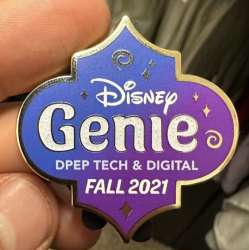 Disney
Genie
DPEP TECH & DIGITAL
FALL 2021